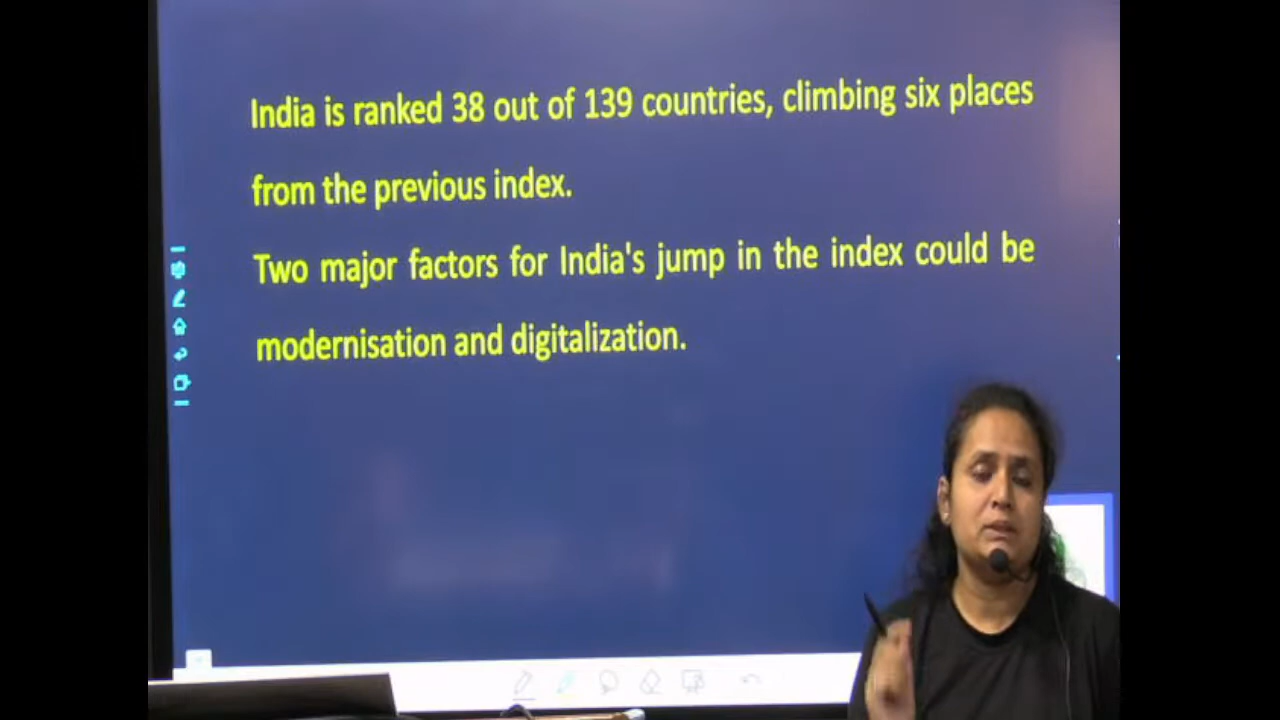 India is ranked 38 out of 139 countries, climbing six places
from the previous index.
Two major factors for India's jump in the index could be
modernisation and digitalization.